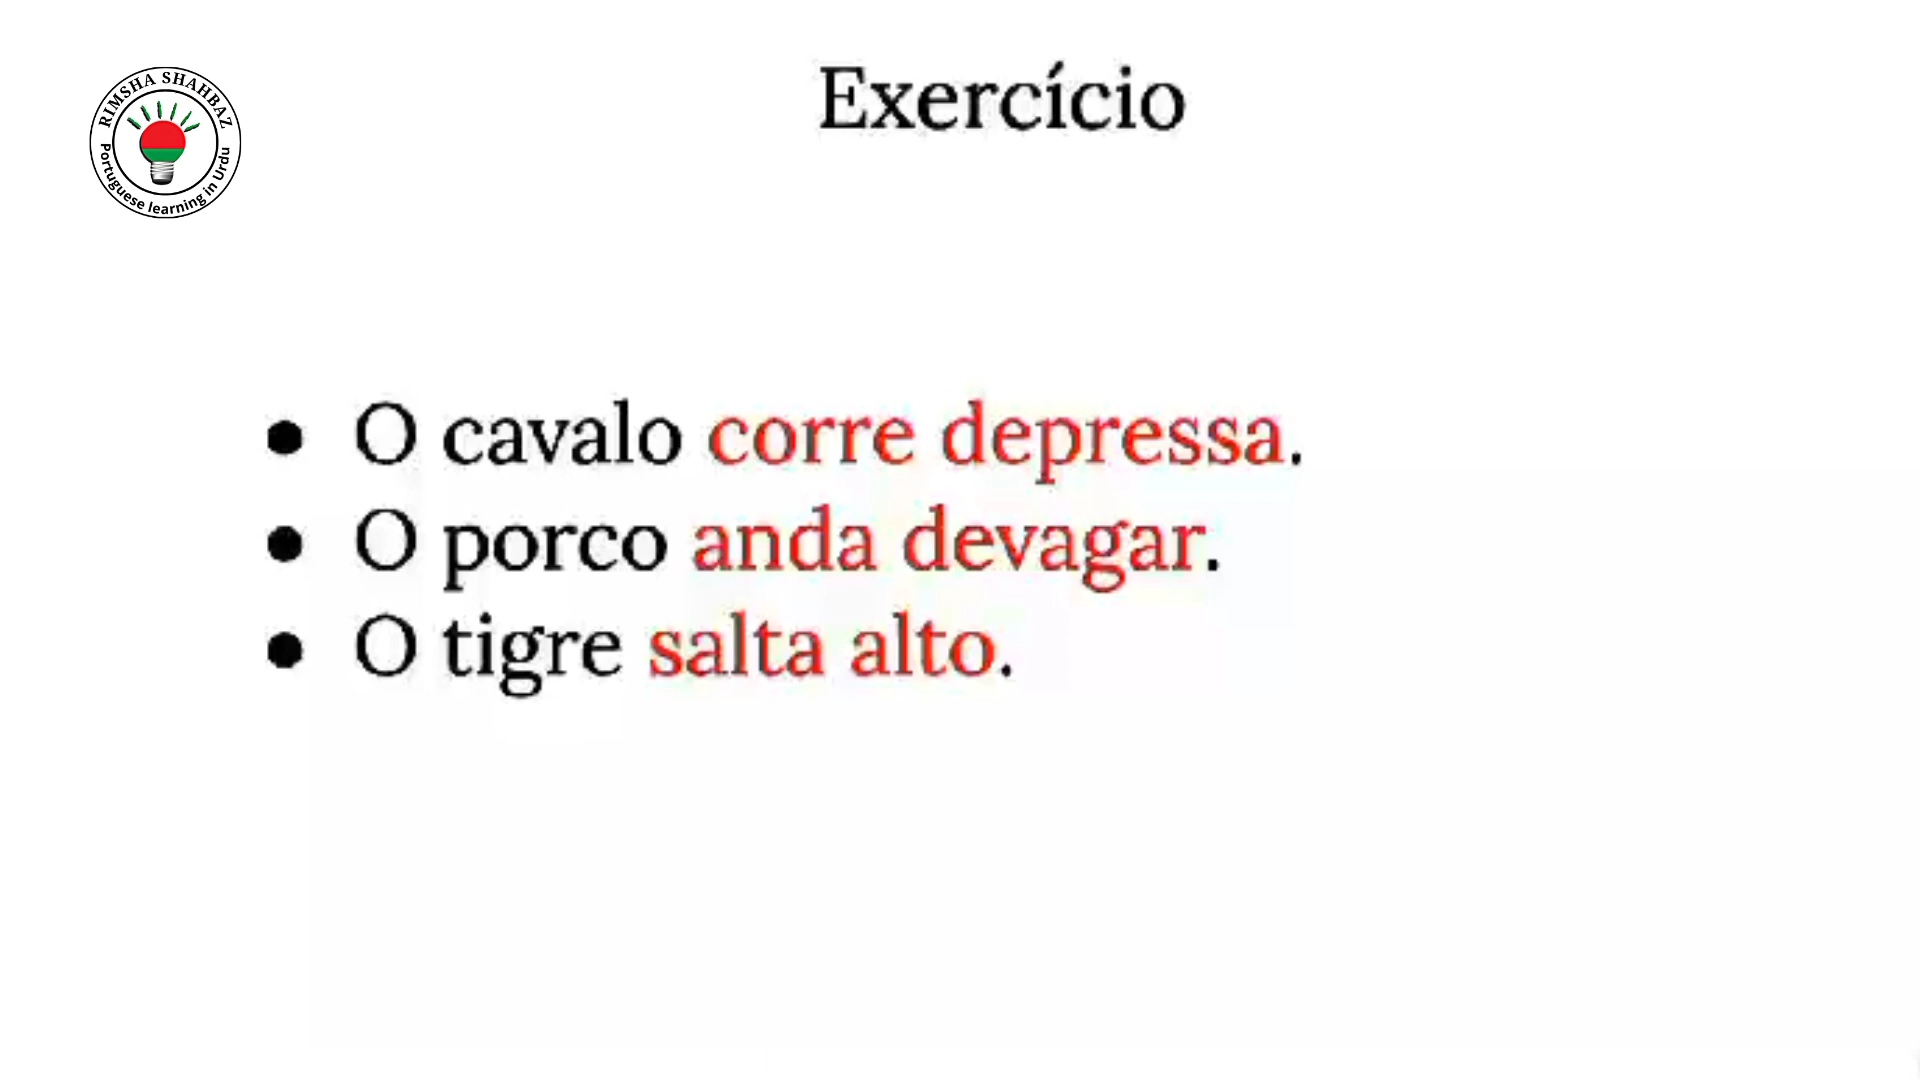 RIMSHA SHAHBAZ
Portuguese learning in Urdu
Exercício
● O cavalo corre depressa.
● O porco anda devagar.
● O tigre salta alto.